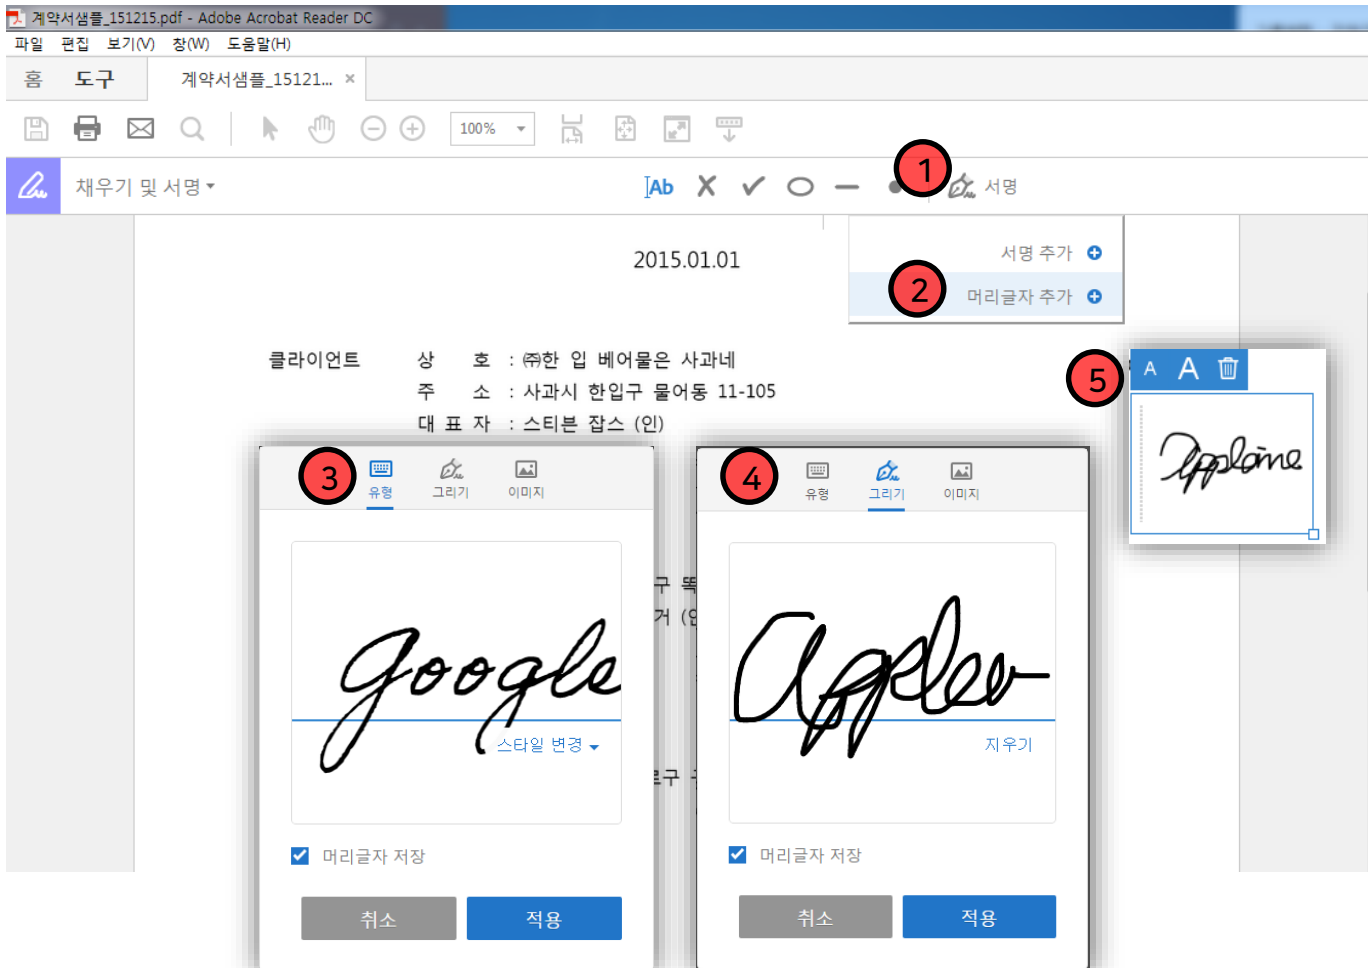 계약서샘플_151215.pdf - Adobe Acrobat Reader DC
파일 편집 보기(V) 창(W) 도움말(H)
홈 도구 계약서샘플_15121... ×
100%
채우기 및 서명
Ab
1
서명
2015.01.01
서명 추가
2
머리글자 추가
클라이언트 상 호 : ㈜한 입 베어물은 사과네
주 소 : 사과시 한입구 물어동 11-105
대 표 자 : 스티븐 잡스 (인)
5
A A
3
유형 그리기 이미지
google
스타일 변경
머리글자 저장
취소 적용
구 똑
거 (인
르구
4
유형 그리기 이미지
지우기
머리글자 저장
취소 적용